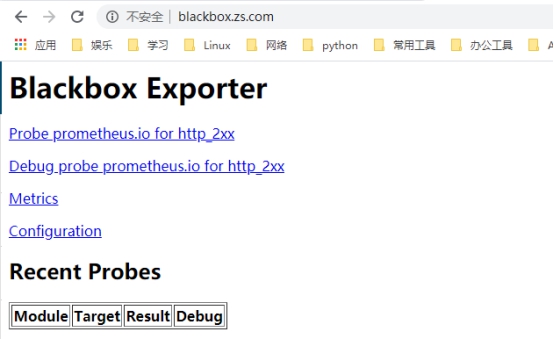 不安全 | blackbox.zs.com
应用 娱乐 学习 Linux 网络 python 常用工具 办公工具
Blackbox Exporter
Probe prometheus.io for http_2xx
Debug probe prometheus.io for http_2xx
Metrics
Configuration
Recent Probes
Module Target Result Debug